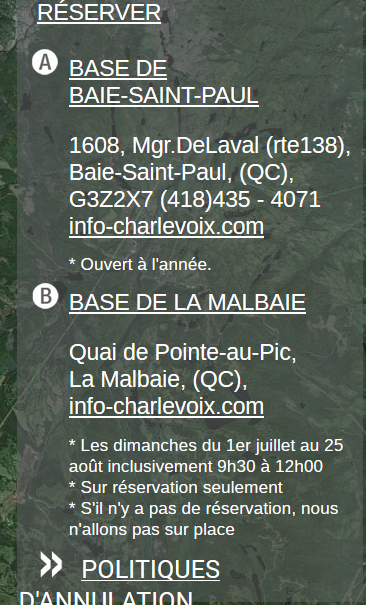 RÉSERVER
A BASE DE
BAIE-SAINT-PAUL
1608, Mgr.DeLaval (rte138),
Baie-Saint-Paul, (QC),
G3Z2X7 (418)435 - 4071
info-charlevoix.com
* Ouvert à l'année.
B BASE DE LA MALBAIE
Quai de Pointe-au-Pic,
La Malbaie, (QC),
info-charlevoix.com
* Les dimanches du 1er juillet au 25
août inclusivement 9h30 à 12h00
* Sur réservation seulement
* S'il n'y a pas de réservation, nous
n'allons pas sur place
» POLITIQUES
D'ANNULATION